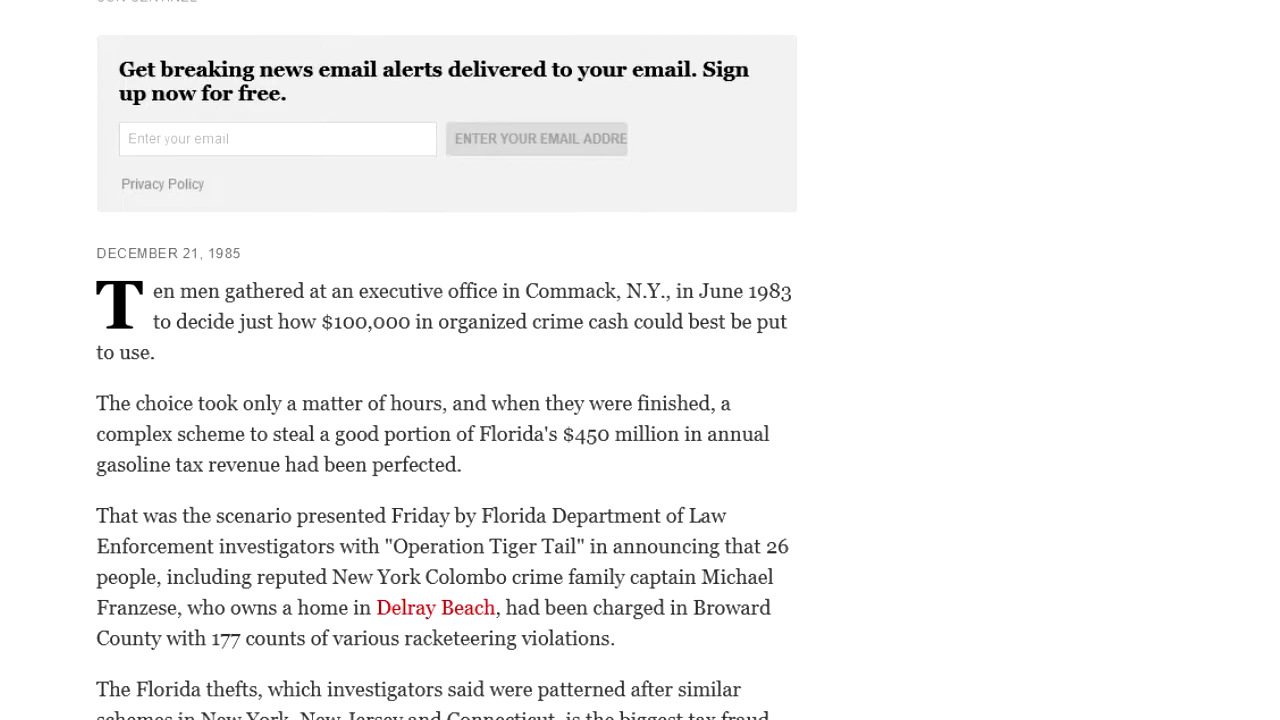 Get breaking news email alerts delivered to your email. Sign
up now for free.
Enter your email
ENTER YOUR EMAIL ADDRE
Privacy Policy
DECEMBER 21, 1985
Ten men gathered at an executive office in Commack, N.Y., in June 1983
to decide just how $100,000 in organized crime cash could best be put
to use.
The choice took only a matter of hours, and when they were finished, a
complex scheme to steal a good portion of Florida's $450 million in annual
gasoline tax revenue had been perfected.
That was the scenario presented Friday by Florida Department of Law
Enforcement investigators with "Operation Tiger Tail" in announcing that 26
people, including reputed New York Colombo crime family captain Michael
Franzese, who owns a home in Delray Beach, had been charged in Broward
County with 177 counts of various racketeering violations.
The Florida thefts, which investigators said were patterned after similar
schemes in New York, New Jersey and Connecticut, is the biggest tax fraud